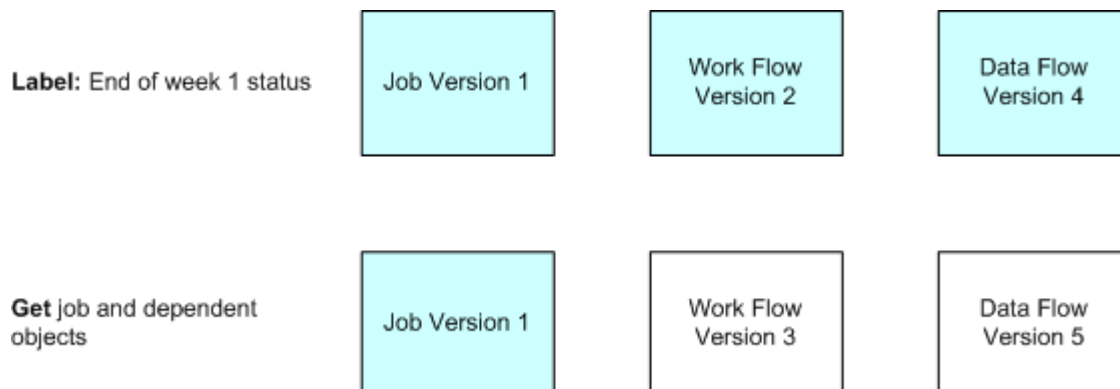 Label: End of week 1 status
Job Version 1
Work Flow
Version 2
Data Flow
Version 4
Get job and dependent
objects
Job Version 1
Work Flow
Version 3
Data Flow
Version 5